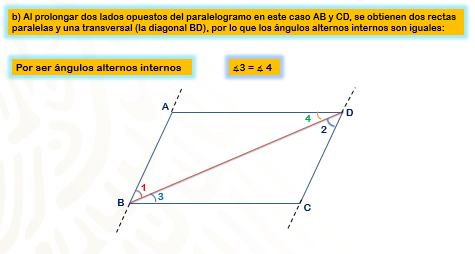 b) Al prolongar dos lados opuestos del paralelogramo en este caso AB y CD, se obtienen dos rectas
paralelas y una transversal (la diagonal BD), por lo que los ángulos alternos internos son iguales:
Por ser ángulos alternos internos
∡3 = ∡ 4
A
D
4
2
1
3
B
C